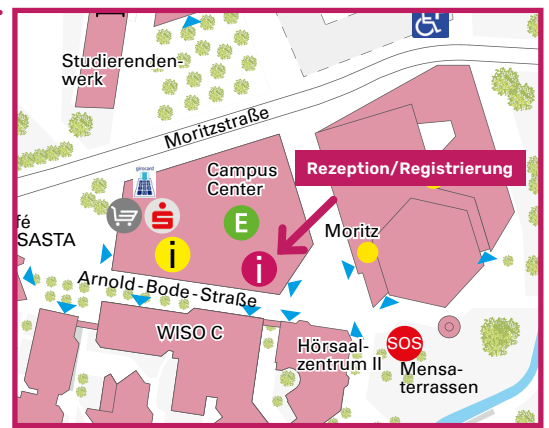 Studierenden-
werk
Moritzstraße
girocard
Campus
Center
Rezeption/Registrierung
E
S
fé
SASTA
i
i
Moritz
Arnold-Bode-Straße
WISO C
Hörsaal-
zentrum II
SOS
Mensa-
terrassen